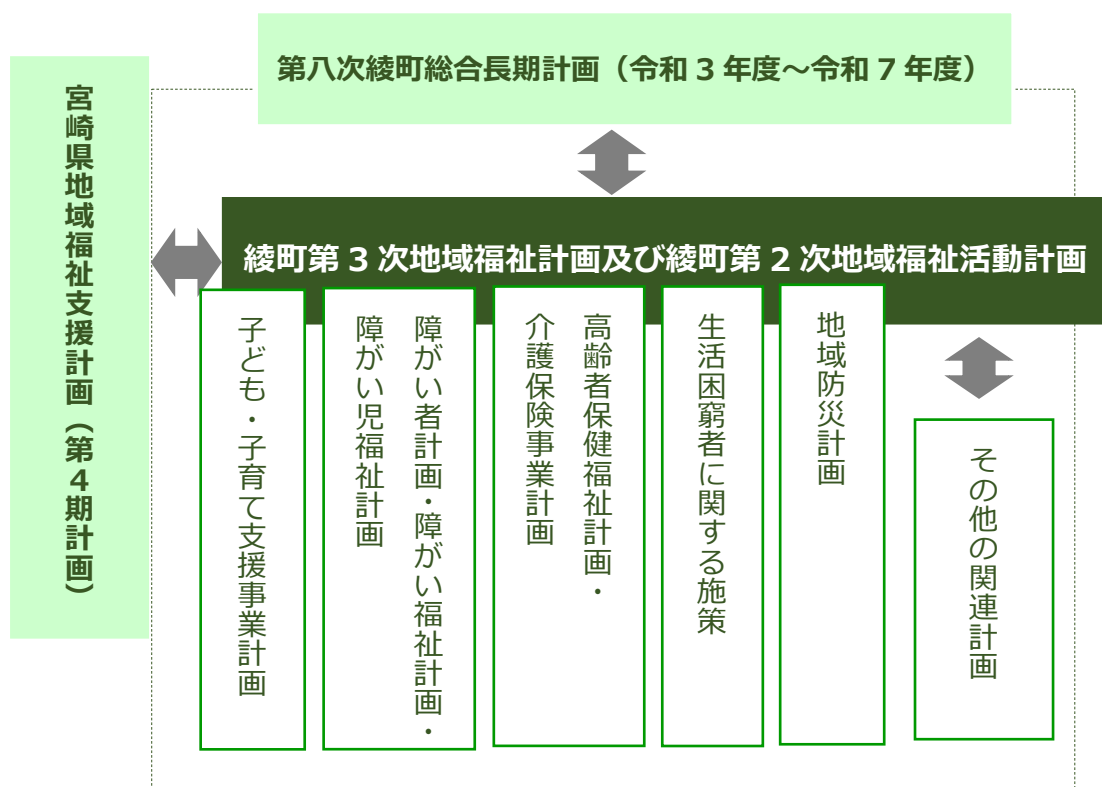 第八次綾町総合長期計画（令和３年度～令和７年度）
宮崎県地域福祉支援計画（第４期計画）
綾町第３次地域福祉計画及び綾町第２次地域福祉活動計画
子ども・子育て支援事業計画
障がい者計画・障がい福祉計画・
障がい児福祉計画
高齢者保健福祉計画・
介護保険事業計画
生活困窮者に関する施策
地域防災計画
その他の関連計画